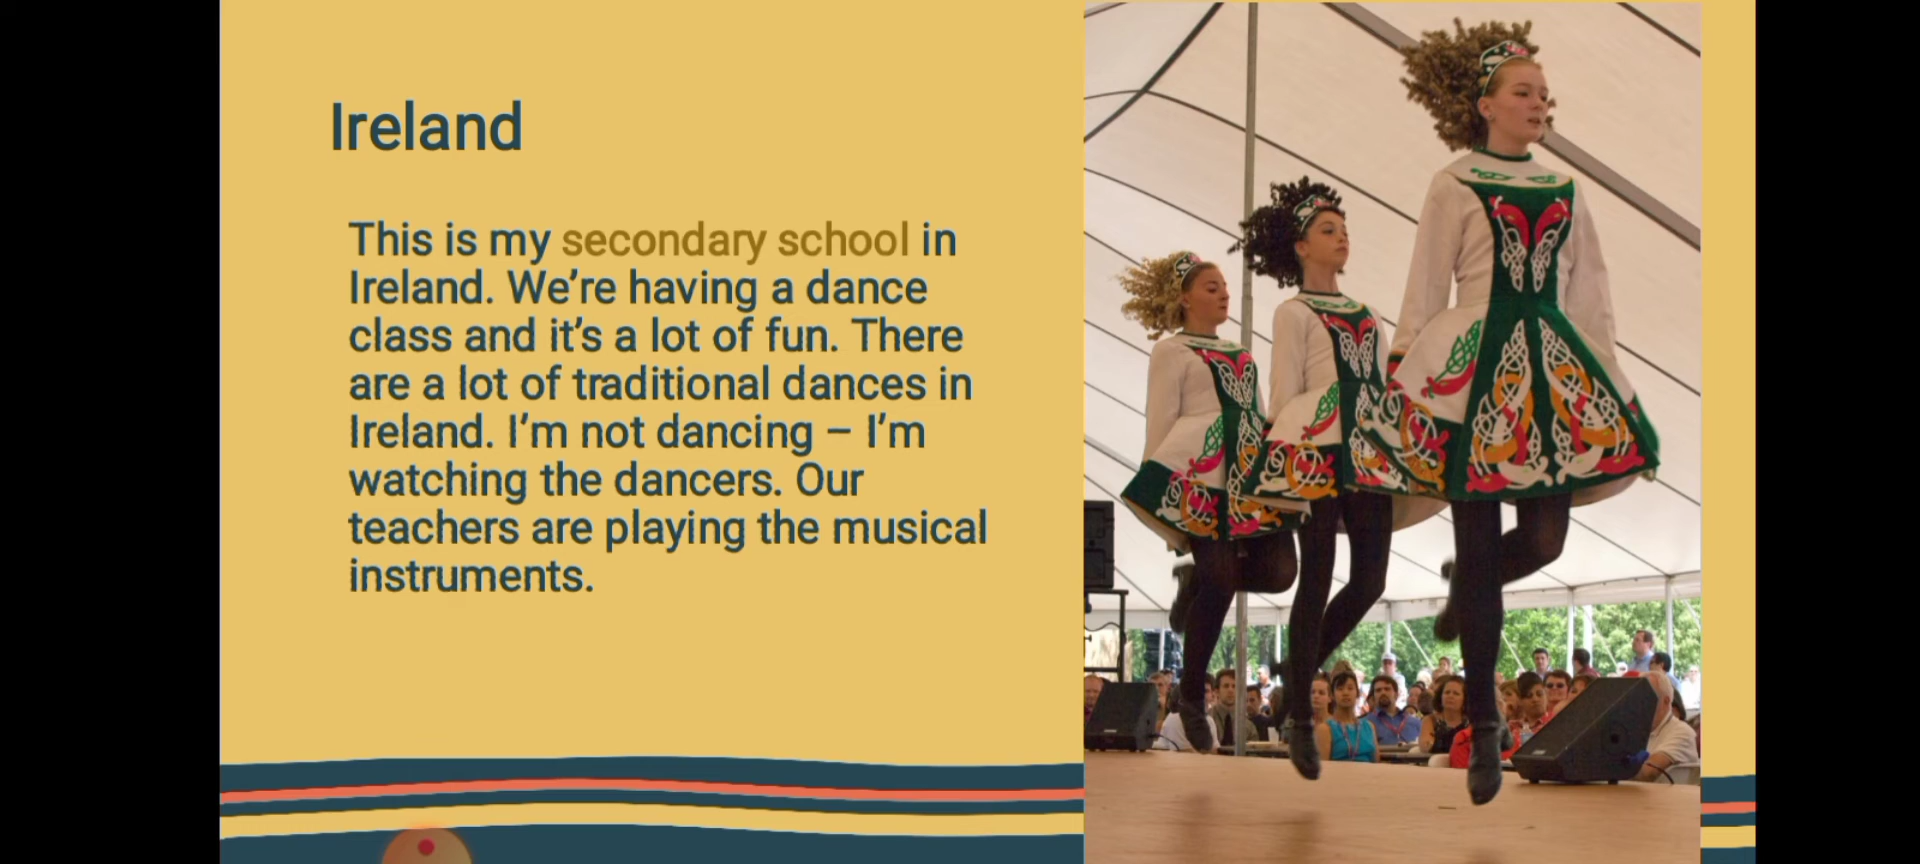 Ireland
This is my secondary school in
Ireland. We’re having a dance
class and it’s a lot of fun. There
are a lot of traditional dances in
Ireland. I’m not dancing – I’m
watching the dancers. Our
teachers are playing the musical
instruments.